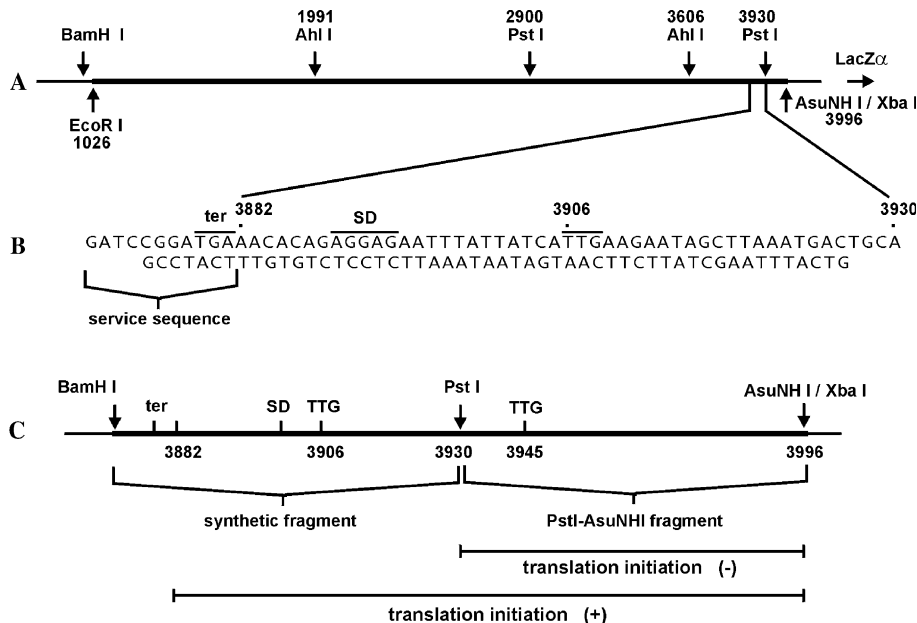 1991 2900 3606 3930
BamH I Ahl I Pst I Ahl I Pst I
LacZα
A
EcoR I AsuNH I / Xba I
1026 3996
ter 3882 SD 3906 3930
B GATCCGGATGAAACACAGAGGAGAATTTATTATCATTGAAGAATAGCTTAAATGACTGCA
GCCTACTTTGTGTCTCCTCTTAAATAATAGTAACTTCTTATCGAATTTACTG
service sequence
BamH I Pst I AsuNH I / Xba I
ter SD TTG TTG
C
3882 3906 3930 3945 3996
synthetic fragment PstI-AsuNHI fragment
translation initiation (-)
translation initiation (+)